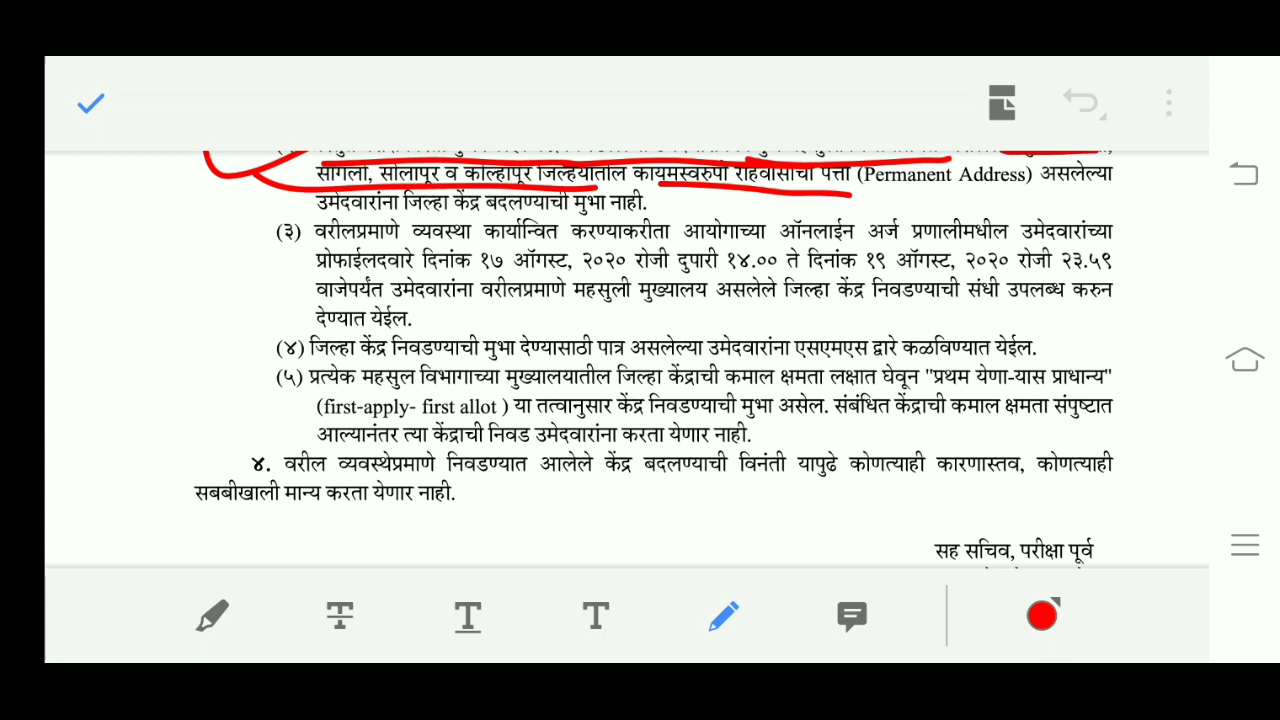 सांगली, सोलापूर व कोल्हापूर जिल्हयातील कायमस्वरुपी रहिवासाचा पत्ता (Permanent Address) असलेल्या
उमेदवारांना जिल्हा केंद्र बदलण्याची मुभा नाही.
(३) वरीलप्रमाणे व्यवस्था कार्यान्वित करण्याकरीता आयोगाच्या ऑनलाईन अर्ज प्रणालीमधील उमेदवारांच्या
प्रोफाईलदवारे दिनांक १७ ऑगस्ट, २०२० रोजी दुपारी १४.०० ते दिनांक १९ ऑगस्ट, २०२० रोजी २३.५९
वाजेपर्यंत उमेदवारांना वरीलप्रमाणे महसुली मुख्यालय असलेले जिल्हा केंद्र निवडण्याची संधी उपलब्ध करुन
देण्यात येईल.
(४) जिल्हा केंद्र निवडण्याची मुभा देण्यासाठी पात्र असलेल्या उमेदवारांना एसएमएस द्वारे कळविण्यात येईल.
(५) प्रत्येक महसुल विभागाच्या मुख्यालयातील जिल्हा केंद्राची कमाल क्षमता लक्षात घेवून "प्रथम येणा-यास प्राधान्य"
(first-apply- first allot ) या तत्वानुसार केंद्र निवडण्याची मुभा असेल. संबंधित केंद्राची कमाल क्षमता संपुष्टात
आल्यानंतर त्या केंद्राची निवड उमेदवारांना करता येणार नाही.
४. वरील व्यवस्थेप्रमाणे निवडण्यात आलेले केंद्र बदलण्याची विनंती यापुढे कोणत्याही कारणास्तव, कोणत्याही
सबबीखाली मान्य करता येणार नाही.
सह सचिव, परीक्षा पूर्व